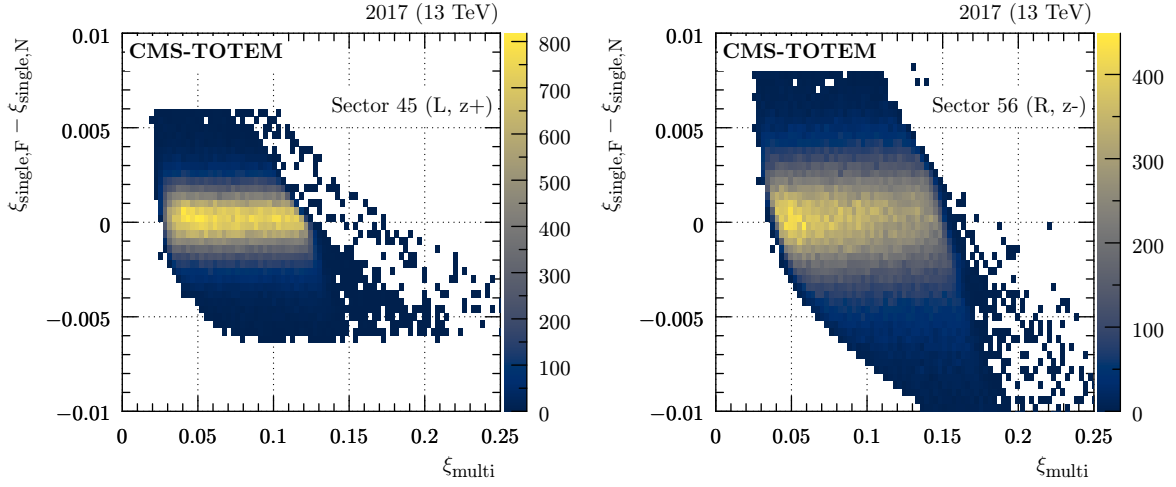 2017 (13 TeV)
CMS-TOTEM
Sector 45 (L, z+)
ξsingle,F − ξsingle,N
0.01
0.005
0
−0.005
−0.01
0 0.05 0.1 0.15 0.2 0.25
ξmulti
800
700
600
500
400
300
200
100
0
2017 (13 TeV)
CMS-TOTEM
Sector 56 (R, z-)
ξsingle,F − ξsingle,N
0.01
0.005
0
−0.005
−0.01
0 0.05 0.1 0.15 0.2 0.25
ξmulti
400
300
200
100
0